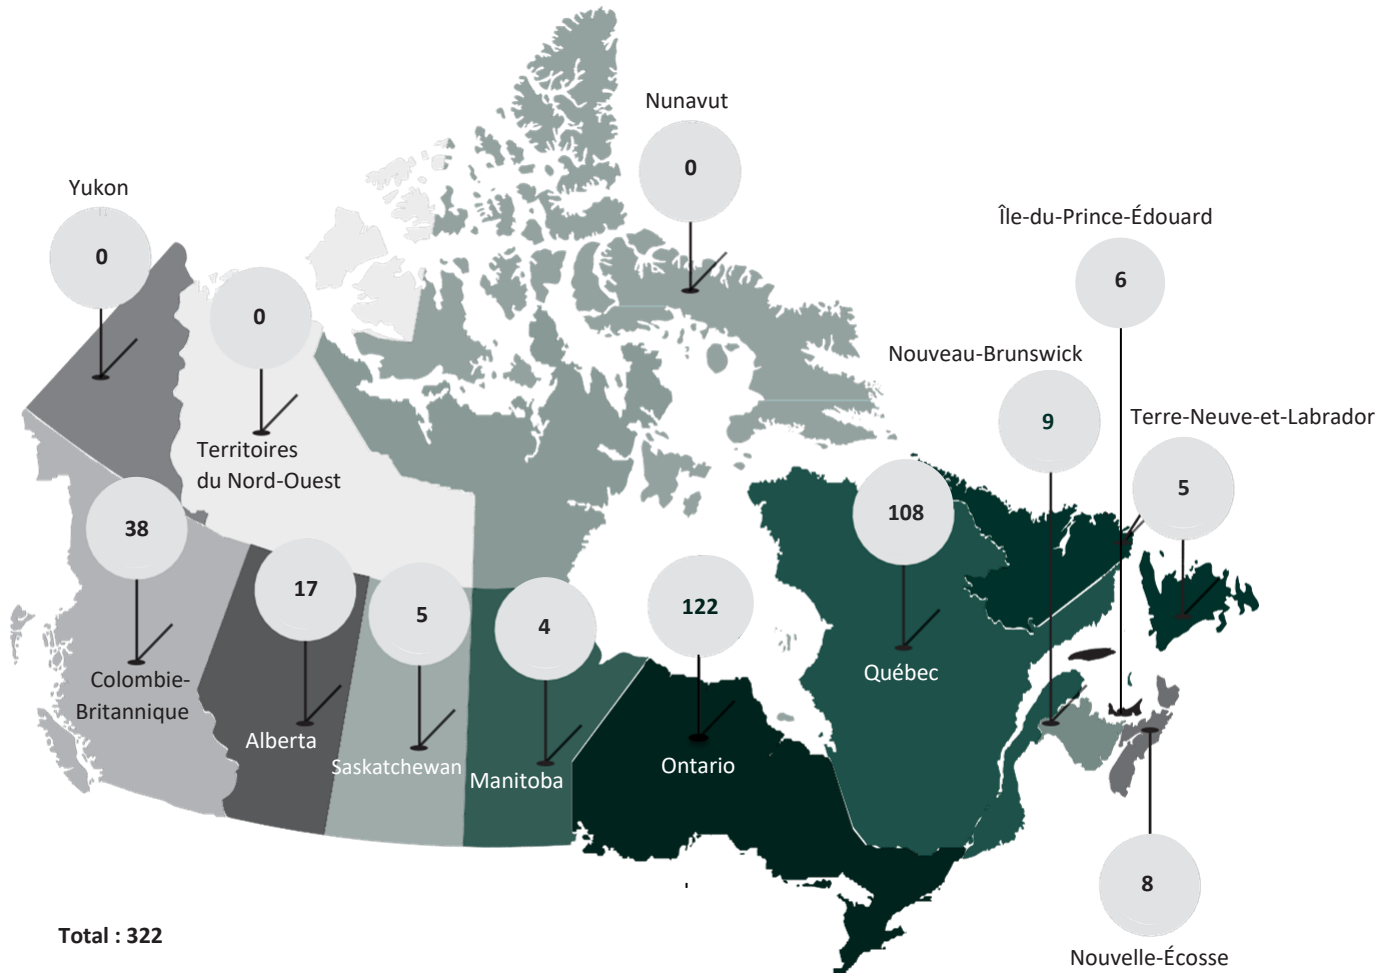 Nunavut
0
Yukon
0
Île-du-Prince-Édouard
6
0
Territoires
du Nord-Ouest
Nouveau-Brunswick
9
Terre-Neuve-et-Labrador
5
38
Colombie-
Britannique
17
Alberta
5
Saskatchewan
4
Manitoba
122
Ontario
108
Québec
8
Nouvelle-Écosse
Total : 322